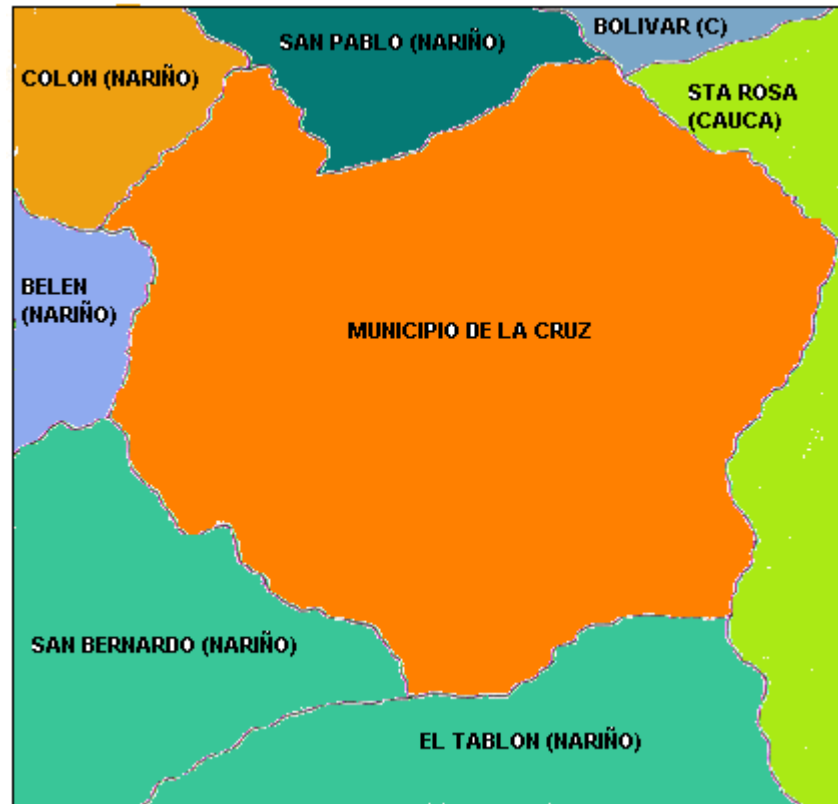 BOLIVAR (C)
SAN PABLO (NARIÑO)
COLON (NARIÑO)
STA ROSA
(CAUCA)
BELEN
(NARIÑO)
MUNICIPIO DE LA CRUZ
SAN BERNARDO (NARIÑO)
EL TABLON (NARIÑO)